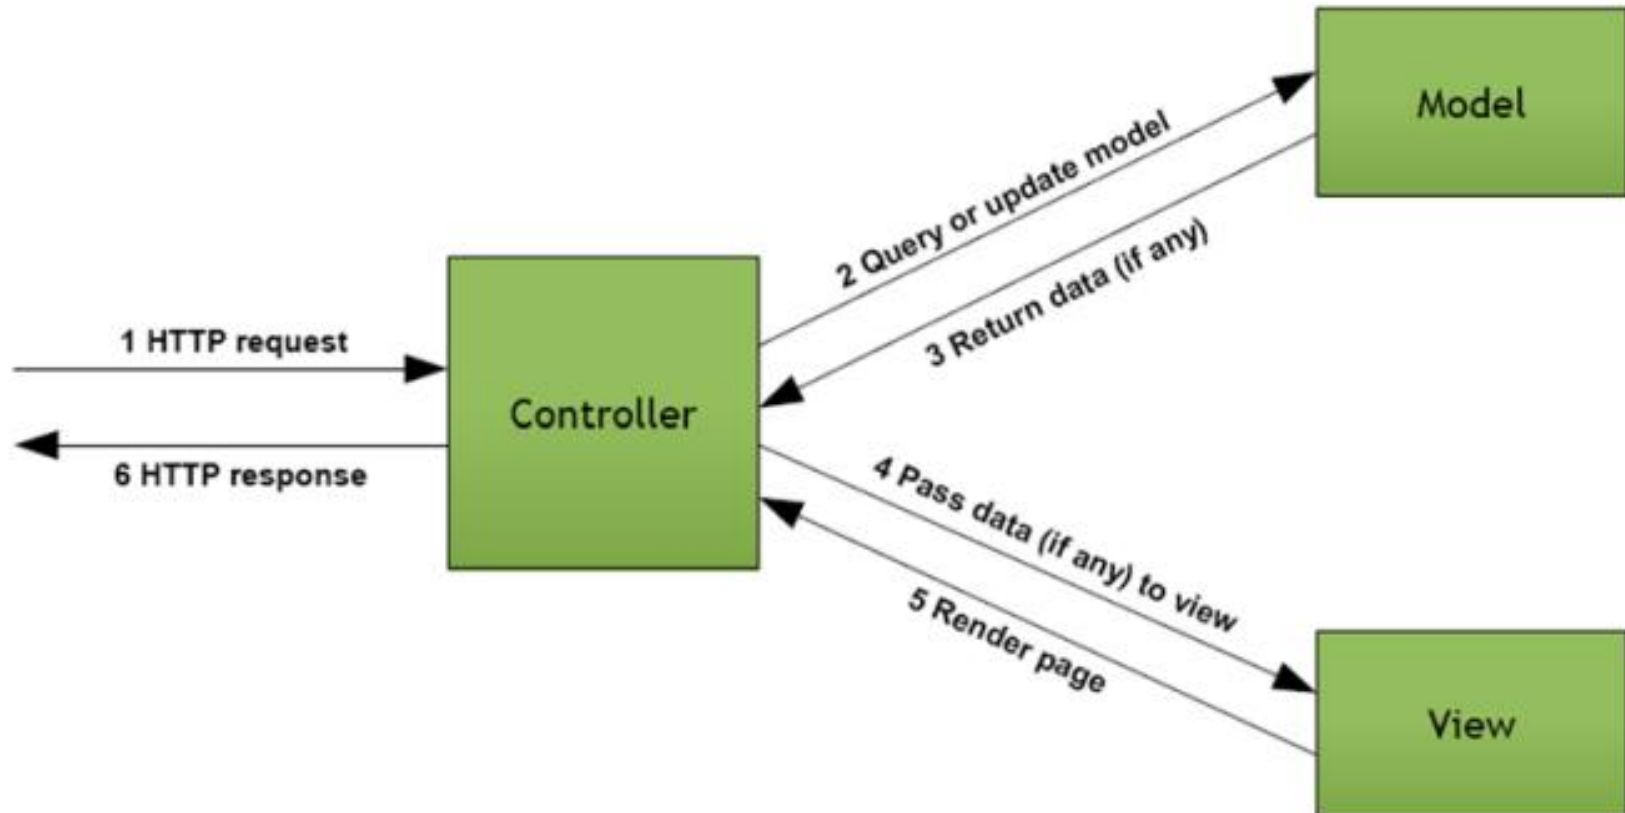 Model
2 Query or update model
3 Return data (if any)
1 HTTP request
Controller
6 HTTP response
4 Pass data (if any) to view
5 Render page
View